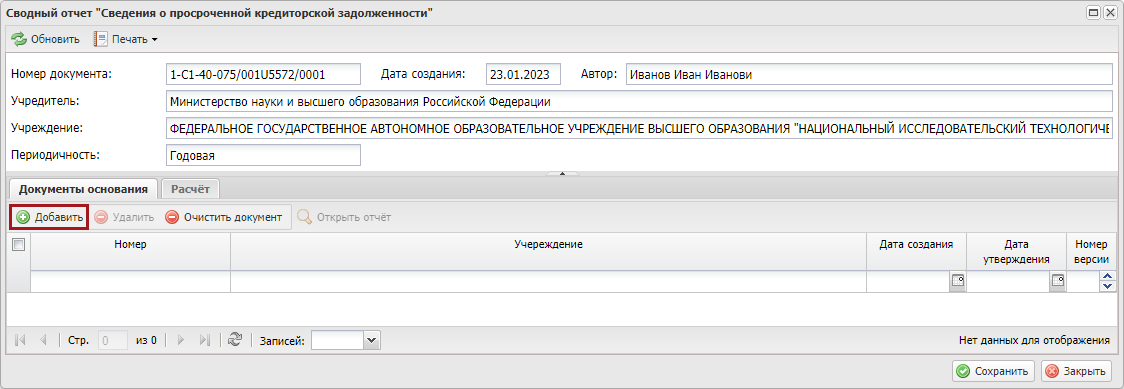 Сводный отчет "Сведения о просроченной кредиторской задолженности"
Обновить Печать
Номер документа: 1-С1-40-075/001U5572/0001 Дата создания: 23.01.2023 Автор: Иванов Иван Иванови
Учредитель: Министерство науки и высшего образования Российской Федерации
Учреждение: ФЕДЕРАЛЬНОЕ ГОСУДАРСТВЕННОЕ АВТОНОМНОЕ ОБРАЗОВАТЕЛЬНОЕ УЧРЕЖДЕНИЕ ВЫСШЕГО ОБРАЗОВАНИЯ "НАЦИОНАЛЬНЫЙ ИССЛЕДОВАТЕЛЬСКИЙ ТЕХНОЛОГИЧЕ
Периодичность: Годовая
Документы основания Расчёт
Добавить Удалить Очистить документ Открыть отчёт
Номер Учереждение Дата создания Дата утверждения Номер версии
Стр. 0 из 0 Записей: Нет данных для отображения
Сохранить Закрыть